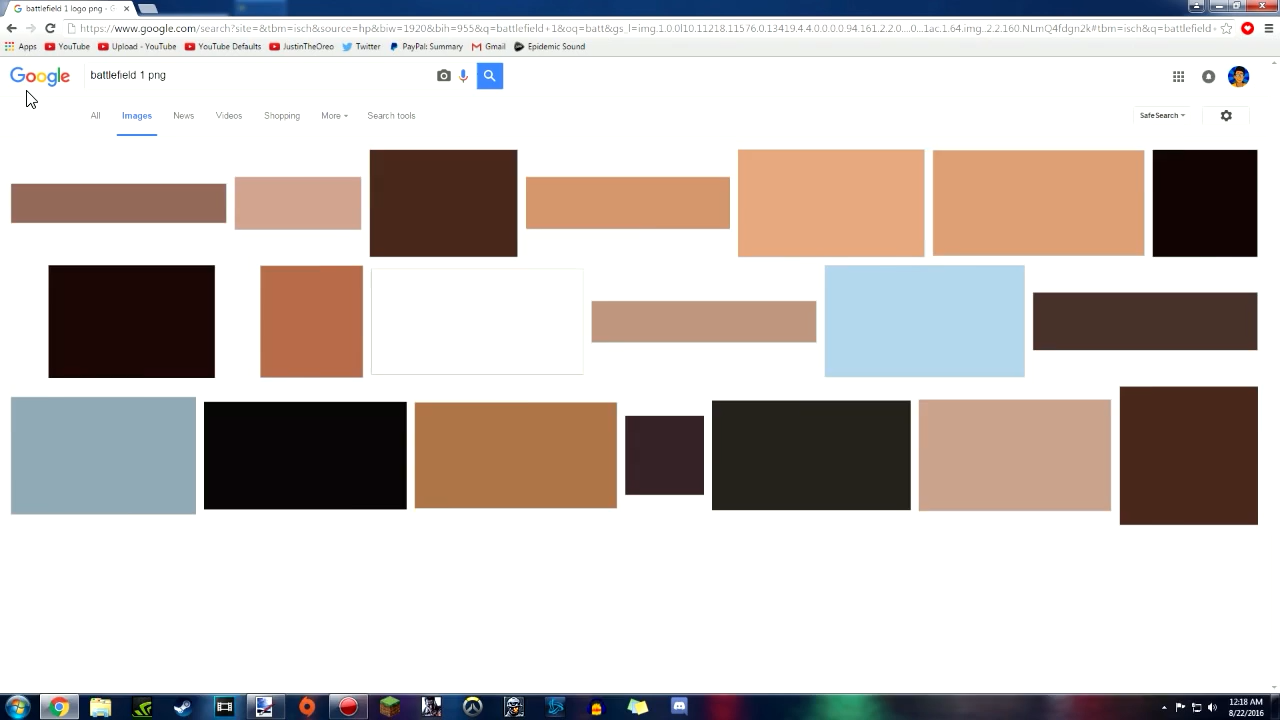 battlefield 1 logo png - G
https://www.google.com/search?site=&tbm=isch&source=hp&biw=1920&bih=955&q=battlefield+1&oq=batt&gs_l=img.1.0.0l10.11218.11576.0.13419.4.4.0.0.0.0.94.161.2.2.0....0...1ac.1.64.img..2.2.160.NLmQ4fdgn2k#tbm=isch&q=battlefield
Apps YouTube Upload - YouTube YouTube Defaults JustinTheOreo Twitter PayPal: Summary Gmail Epidemic Sound
Google battlefield 1 png
All Images News Videos Shopping More Search tools SafeSearch
12:18 AM
8/22/2016